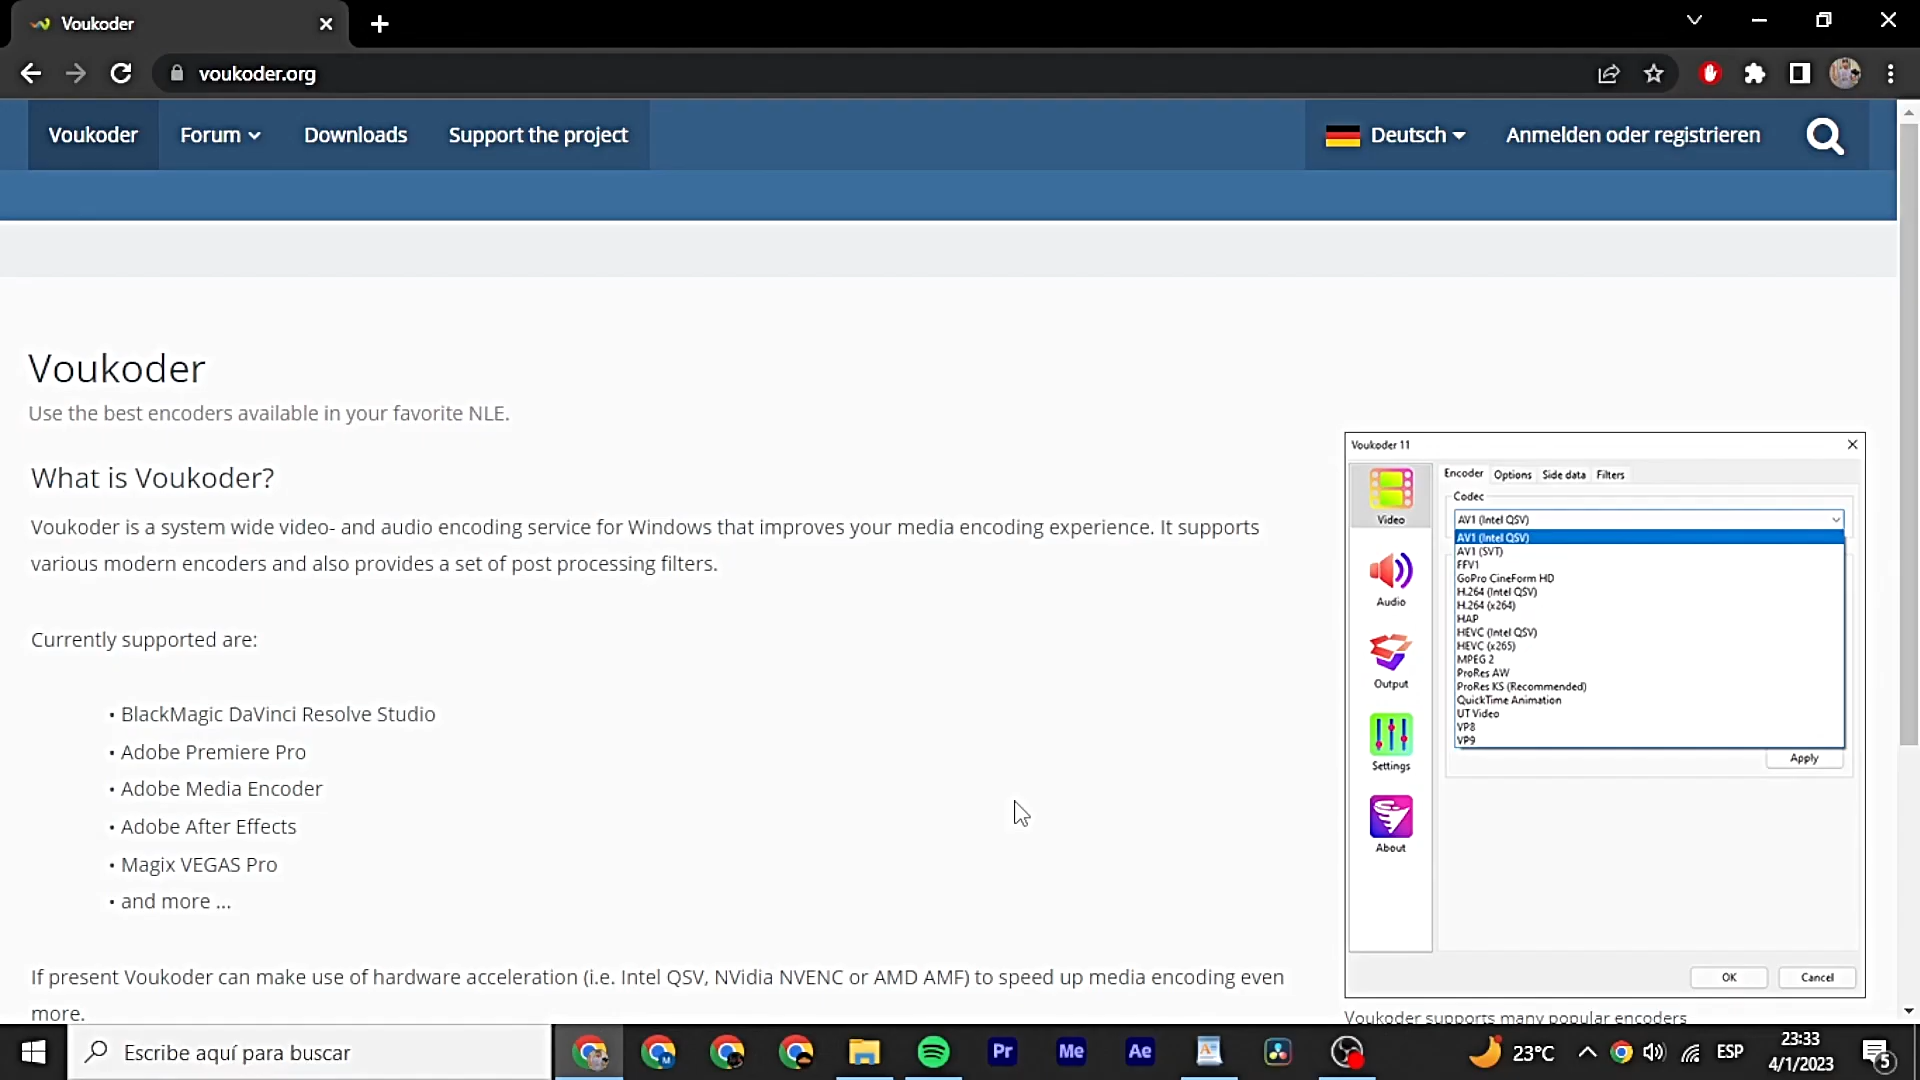 Voukoder
voukoder.org
Voukoder
Forum
Downloads
Support the project
Deutsch
Anmelden oder registrieren
Voukoder
Use the best encoders available in your favorite NLE.
What is Voukoder?
Voukoder is a system wide video- and audio encoding service for Windows that improves your media encoding experience. It supports
various modern encoders and also provides a set of post processing filters.
Currently supported are:
• BlackMagic DaVinci Resolve Studio
• Adobe Premiere Pro
• Adobe Media Encoder
• Adobe After Effects
• Magix VEGAS Pro
• and more ...
If present Voukoder can make use of hardware acceleration (i.e. Intel QSV, NVidia NVENC or AMD AMF) to speed up media encoding even
more.
Voukoder 11
Video
Audio
Output
Settings
About
Encoder
Options
Side data
Filters
Codec
AV1 (Intel QSV)
AV1 (Intel QSV)
AV1 (SVT)
FFV1
GoPro CineForm HD
H.264 (Intel QSV)
H.264 (x264)
HAP
HEVC (Intel QSV)
HEVC (x265)
MPEG 2
ProRes AW
ProRes KS (Recommended)
QuickTime Animation
UT Video
VP8
VP9
Apply
OK
Cancel
Voukoder supports many popular encoders
Escribe aquí para buscar
M
Pr
Me
Ae
23°C
ESP
23:33
4/1/2023
5